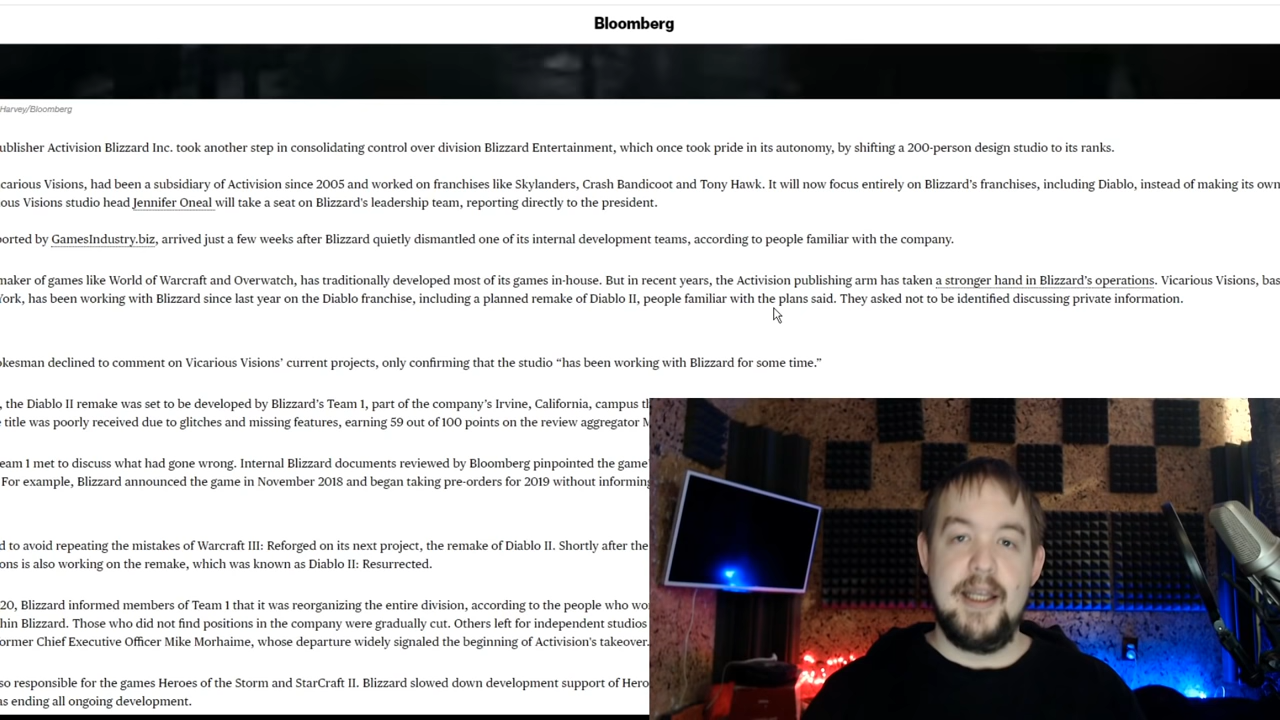 Bloomberg
Harvey/Bloomberg
ublisher Activision Blizzard Inc. took another step in consolidating control over division Blizzard Entertainment, which once took pride in its autonomy, by shifting a 200-person design studio to its ranks.
carious Visions, had been a subsidiary of Activision since 2005 and worked on franchises like Skylanders, Crash Bandicoot and Tony Hawk. It will now focus entirely on Blizzard's franchises, including Diablo, instead of making its own
ous Visions studio head Jennifer Oneal will take a seat on Blizzard's leadership team, reporting directly to the president.
ported by GamesIndustry.biz, arrived just a few weeks after Blizzard quietly dismantled one of its internal development teams, according to people familiar with the company.
maker of games like World of Warcraft and Overwatch, has traditionally developed most of its games in-house. But in recent years, the Activision publishing arm has taken a stronger hand in Blizzard's operations. Vicarious Visions, bas
York, has been working with Blizzard since last year on the Diablo franchise, including a planned remake of Diablo II, people familiar with the plans said. They asked not to be identified discussing private information.
okesman declined to comment on Vicarious Visions' current projects, only confirming that the studio “has been working with Blizzard for some time.”
, the Diablo II remake was set to be developed by Blizzard's Team 1, part of the company's Irvine, California, campus th
e title was poorly received due to glitches and missing features, earning 59 out of 100 points on the review aggregator M
eam 1 met to discuss what had gone wrong. Internal Blizzard documents reviewed by Bloomberg pinpointed the game
For example, Blizzard announced the game in November 2018 and began taking pre-orders for 2019 without informing
d to avoid repeating the mistakes of Warcraft III: Reforged on its next project, the remake of Diablo II. Shortly after the
ons is also working on the remake, which was known as Diablo II: Resurrected.
20, Blizzard informed members of Team 1 that it was reorganizing the entire division, according to the people who wo
hin Blizzard. Those who did not find positions in the company were gradually cut. Others left for independent studios
ormer Chief Executive Officer Mike Morhaime, whose departure widely signaled the beginning of Activision's takeover.
so responsible for the games Heroes of the Storm and StarCraft II. Blizzard slowed down development support of Hero
as ending all ongoing development.